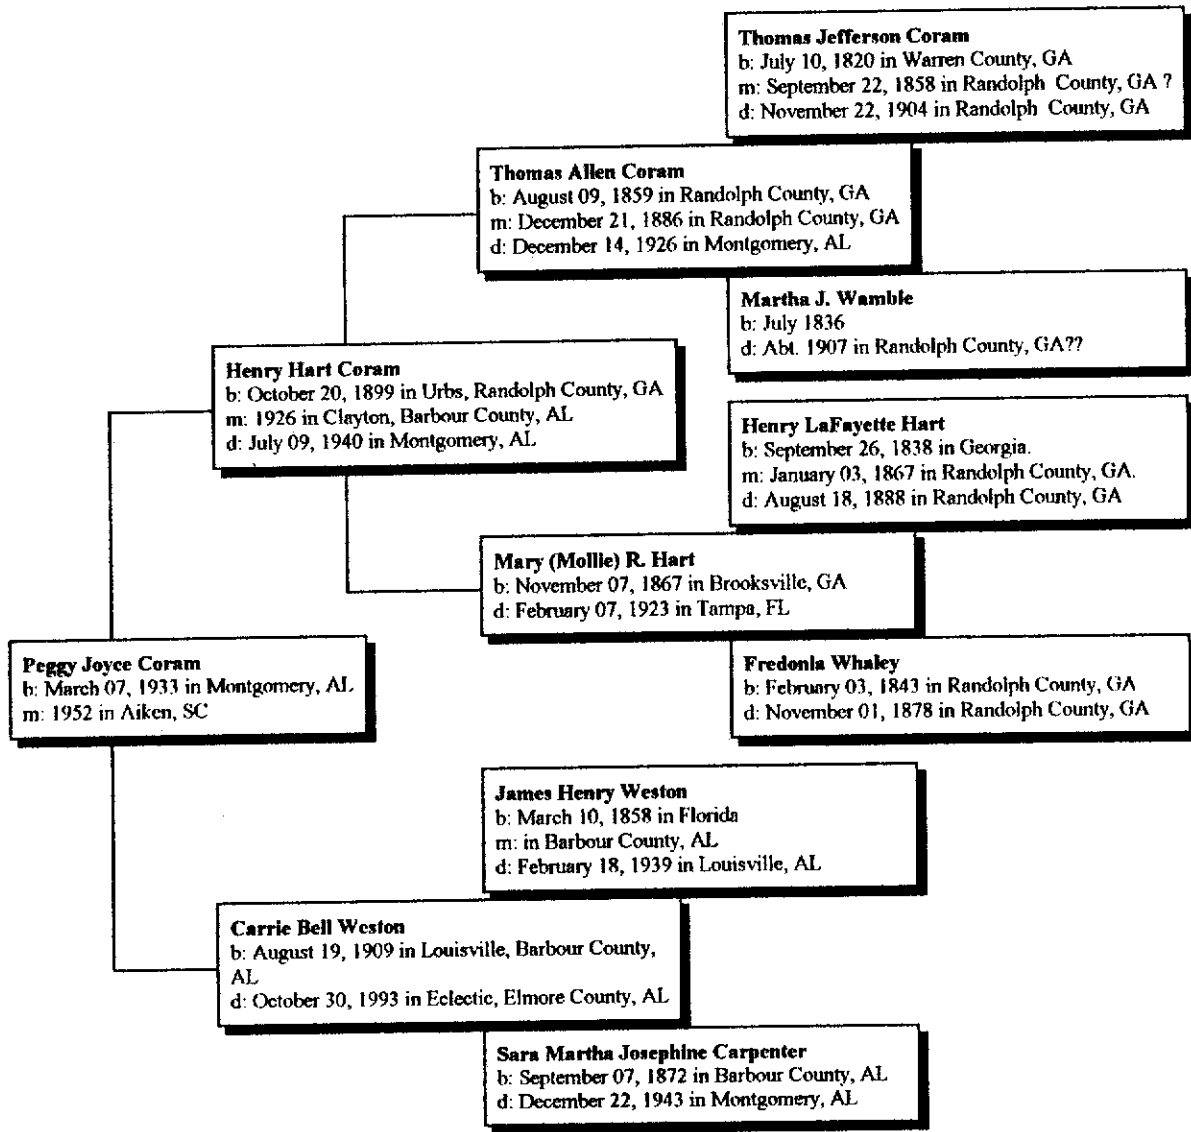 Thomas Jefferson Coram
b: July 10, 1820 in Warren County, GA
m: September 22, 1858 in Randolph County, GA ?
d: November 22, 1904 in Randolph County, GA
Thomas Allen Coram
b: August 09, 1859 in Randolph County, GA
m: December 21, 1886 in Randolph County, GA
d: December 14, 1926 in Montgomery, AL
Martha J. Wamble
b: July 1836
d: Abt. 1907 in Randolph County, GA??
Henry Hart Coram
b: October 20, 1899 in Urbs, Randolph County, GA
m: 1926 in Clayton, Barbour County, AL
d: July 09, 1940 in Montgomery, AL
Henry LaFayette Hart
b: September 26, 1838 in Georgia.
m: January 03, 1867 in Randolph County, GA.
d: August 18, 1888 in Randolph County, GA
Mary (Mollie) R. Hart
b: November 07, 1867 in Brooksville, GA
d: February 07, 1923 in Tampa, FL
Peggy Joyce Coram
b: March 07, 1933 in Montgomery, AL
m: 1952 in Aiken, SC
Fredonia Whaley
b: February 03, 1843 in Randolph County, GA
d: November 01, 1878 in Randolph County, GA
James Henry Weston
b: March 10, 1858 in Florida
m: in Barbour County, AL
d: February 18, 1939 in Louisville, AL
Carrie Bell Weston
b: August 19, 1909 in Louisville, Barbour County,
AL
d: October 30, 1993 in Eclectic, Elmore County, AL
Sara Martha Josephine Carpenter
b: September 07, 1872 in Barbour County, AL
d: December 22, 1943 in Montgomery, AL